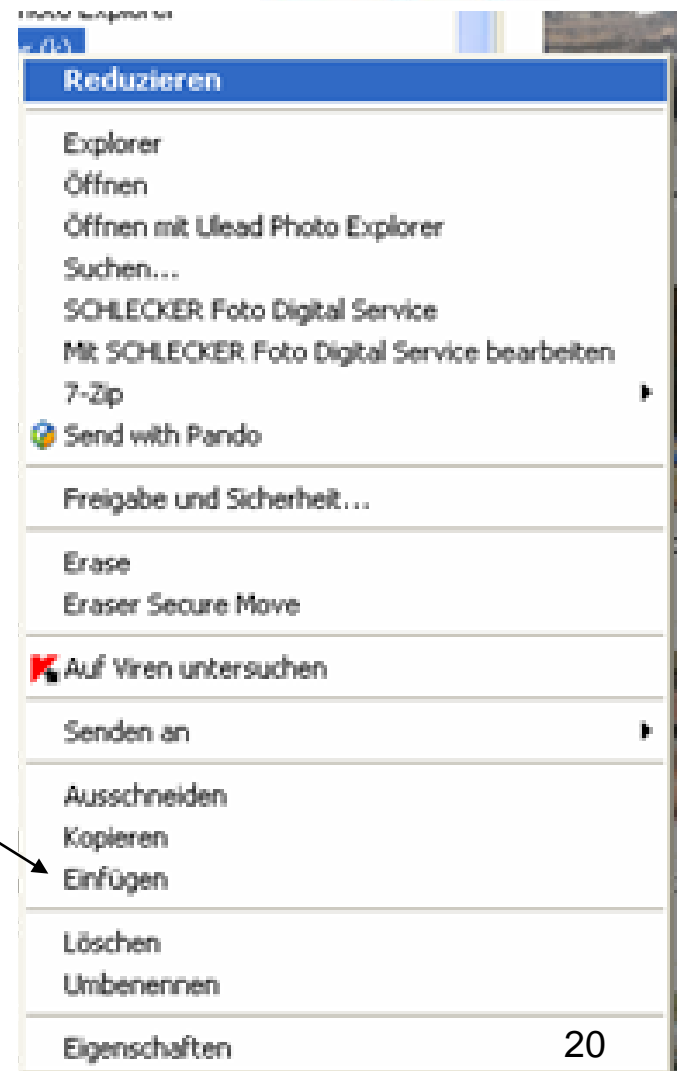 Reduzieren
Explorer
Öffnen
Öffnen mit Ulead Photo Explorer
Suchen...
SCHLECKER Foto Digital Service
Mit SCHLECKER Foto Digital Service bearbeiten
7-Zip
Send with Pando
Freigabe und Sicherheit...
Erase
Eraser Secure Move
Auf Viren untersuchen
Senden an
Ausschneiden
Kopieren
Einfügen
Löschen
Umbenennen
Eigenschaften
20